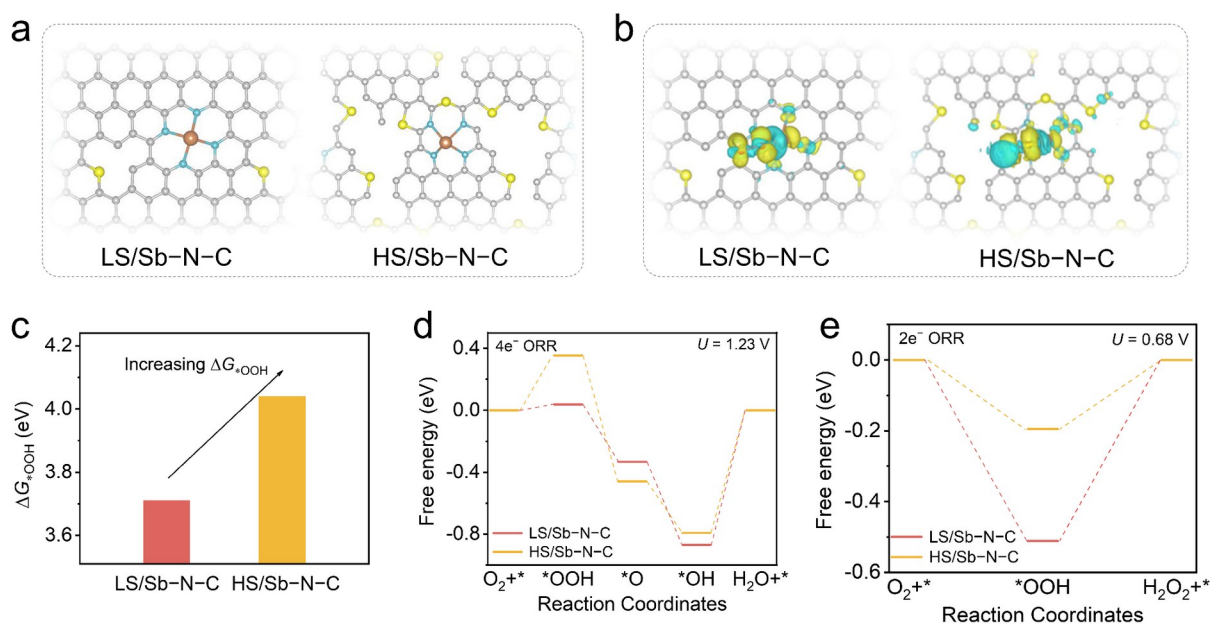 a
LS/Sb−N−C
HS/Sb−N−C
b
LS/Sb−N−C
HS/Sb−N−C
c
4.2
4.0
3.8
3.6
ΔG*OOH (eV)
Increasing ΔG*OOH
LS/Sb−N−C
HS/Sb−N−C
d
4e⁻ ORR
U = 1.23 V
0.4
0.0
-0.4
-0.8
Free energy (eV)
LS/Sb−N−C
HS/Sb−N−C
O₂+*
*OOH
*O
*OH
H₂O+*
Reaction Coordinates
e
2e⁻ ORR
U = 0.68 V
0.0
-0.2
-0.4
-0.6
Free energy (eV)
LS/Sb−N−C
HS/Sb−N−C
O₂+*
*OOH
H₂O₂+*
Reaction Coordinates